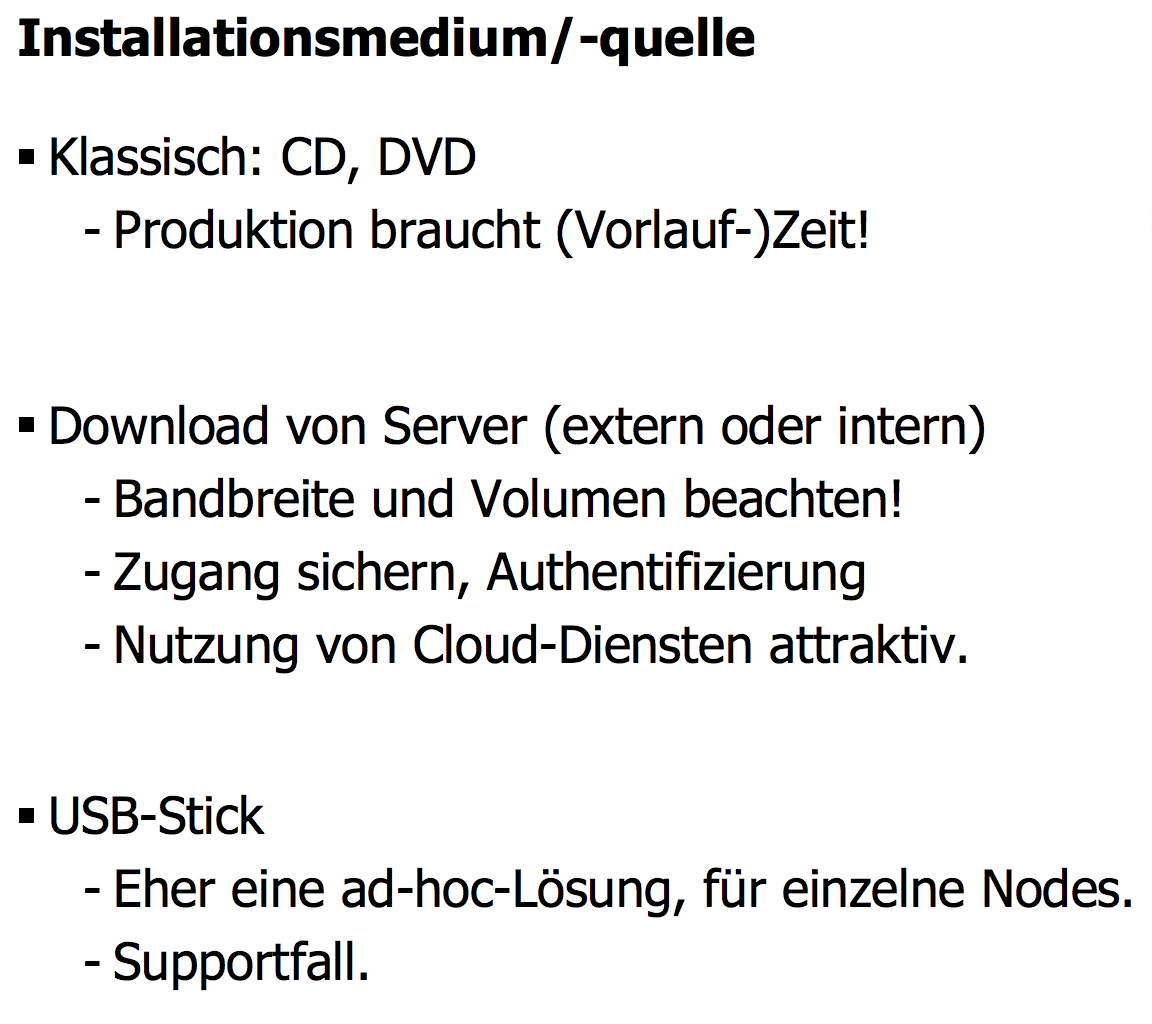 Installationsmedium/-quelle
▪ Klassisch: CD, DVD
- Produktion braucht (Vorlauf-)Zeit!
▪ Download von Server (extern oder intern)
- Bandbreite und Volumen beachten!
- Zugang sichern, Authentifizierung
- Nutzung von Cloud-Diensten attraktiv.
▪ USB-Stick
- Eher eine ad-hoc-Lösung, für einzelne Nodes.
- Supportfall.